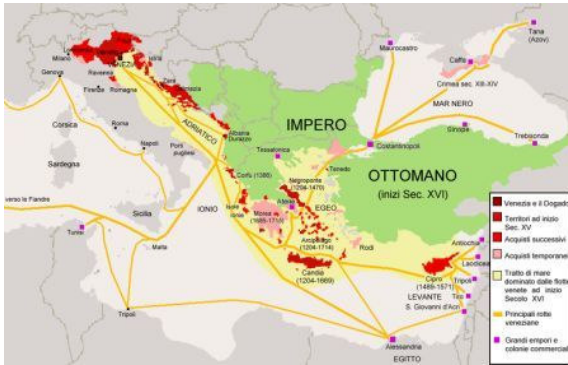 Milano
VENEZIA
Istria
Genova
Ravenna
Romagna
Firenze
Zara
Dalmazia
Corsica
Roma
ADRIATICO
Albania
Durazzo
Napoli
Porti
pugliesi
Sardegna
Corfù (1386)
Isole
ionie
verso le Fiandre
Sicilia
IONIO
Tunisi
Malta
Tripoli
Maurocastro
Tana
(Azov)
Caffa
Crimea sec. XIII-XIV
MAR NERO
Sinope
Trebisonda
IMPERO
Costantinopoli
Tessalonica
Tenedo
OTTOMANO
(inizi Sec. XVI)
Negroponte
(1204-1470)
Atene
EGEO
Morea
Arcipelago
(1204-1714)
Rodi
Candia
(1204-1669)
Cipro
(1489-1571)
Antiochia
Laodicea
Tripoli
LEVANTE
Tiro
S. Giovanni d'Acri
Alessandria
EGITTO
Venezia e il Dogado
Territori ad inizio
Sec. XV
Acquisti successivi
Acquisti temporanei
Tratto di mare
dominato dalle flotte
venete ad inizio
Secolo XVI
Principali rotte
veneziane
Grandi empori e
colonie commerciali